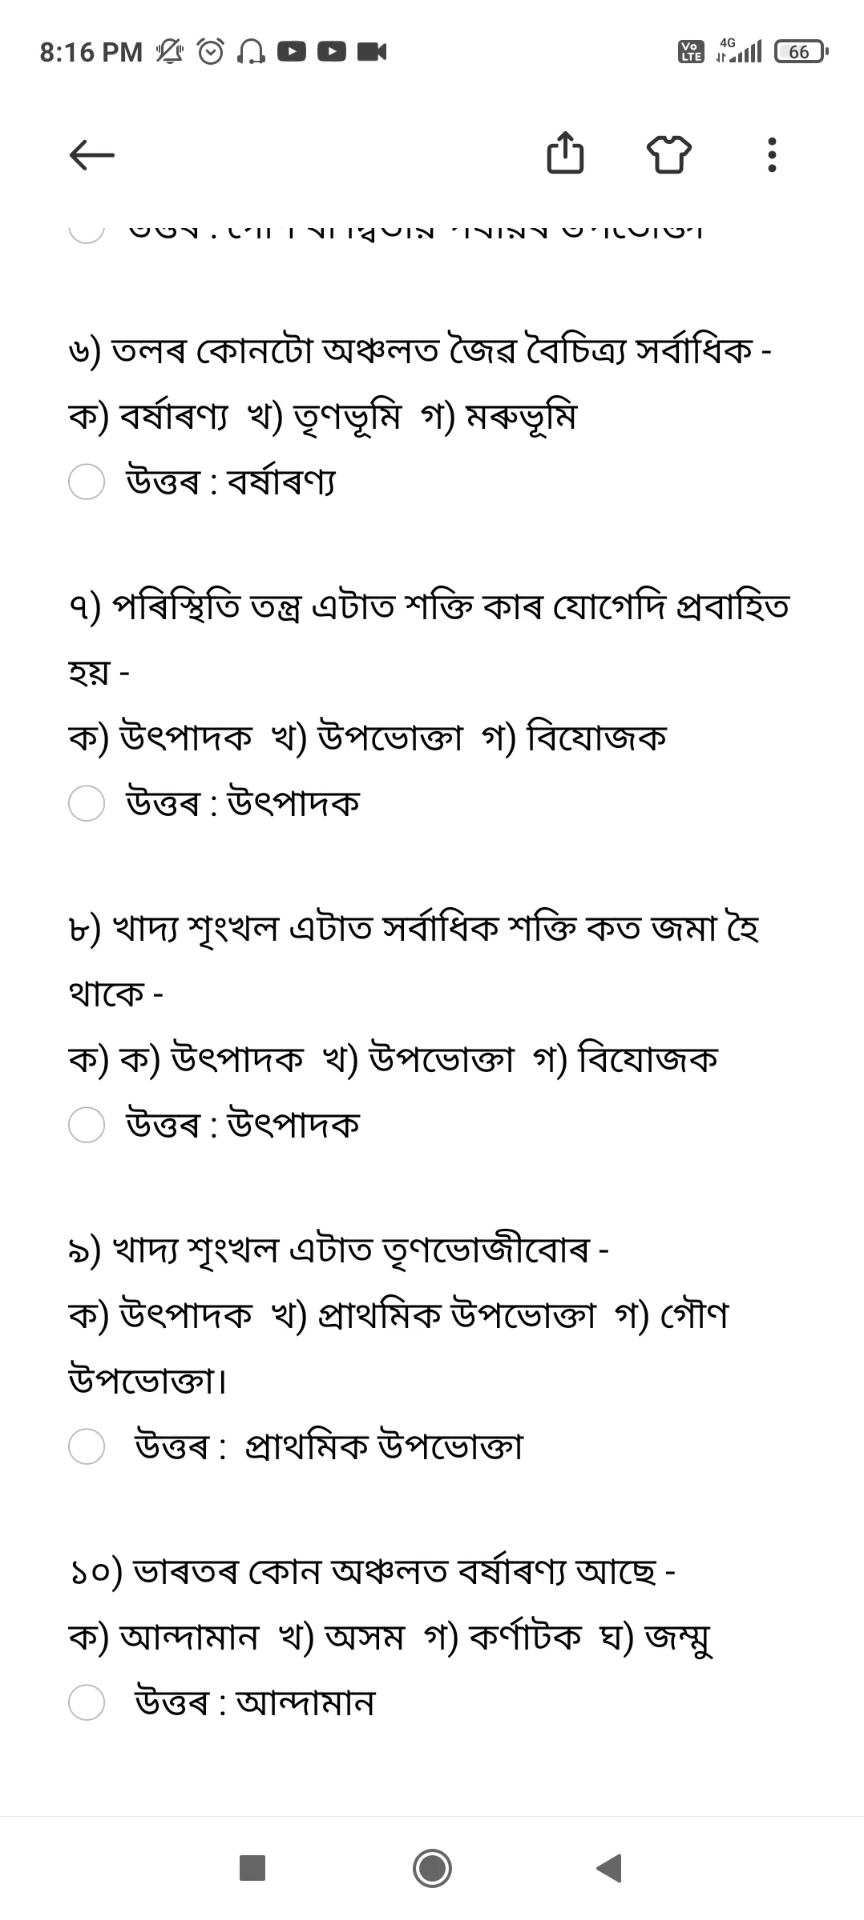 8:16 PM
Vo LTE 4G 66
৬) তলৰ কোনটো অঞ্চলত জৈৱ বৈচিত্ৰ্য সৰ্বাধিক -
ক) বৰ্ষাৰণ্য খ) তৃণভূমি গ) মৰুভূমি
উত্তৰ : বৰ্ষাৰণ্য
৭) পৰিস্থিতি তন্ত্ৰ এটাত শক্তি কাৰ যোগেদি প্ৰবাহিত
হয় -
ক) উৎপাদক খ) উপভোক্তা গ) বিযোজক
উত্তৰ : উৎপাদক
৮) খাদ্য শৃংখল এটাত সৰ্বাধিক শক্তি কত জমা হৈ
থাকে -
ক) ক) উৎপাদক খ) উপভোক্তা গ) বিযোজক
উত্তৰ : উৎপাদক
৯) খাদ্য শৃংখল এটাত তৃণভোজীবোৰ -
ক) উৎপাদক খ) প্ৰাথমিক উপভোক্তা গ) গৌণ
উপভোক্তা।
উত্তৰ : প্ৰাথমিক উপভোক্তা
১০) ভাৰতৰ কোন অঞ্চলত বৰ্ষাৰণ্য আছে -
ক) আন্দামান খ) অসম গ) কৰ্ণাটক ঘ) জম্মু
উত্তৰ : আন্দামান